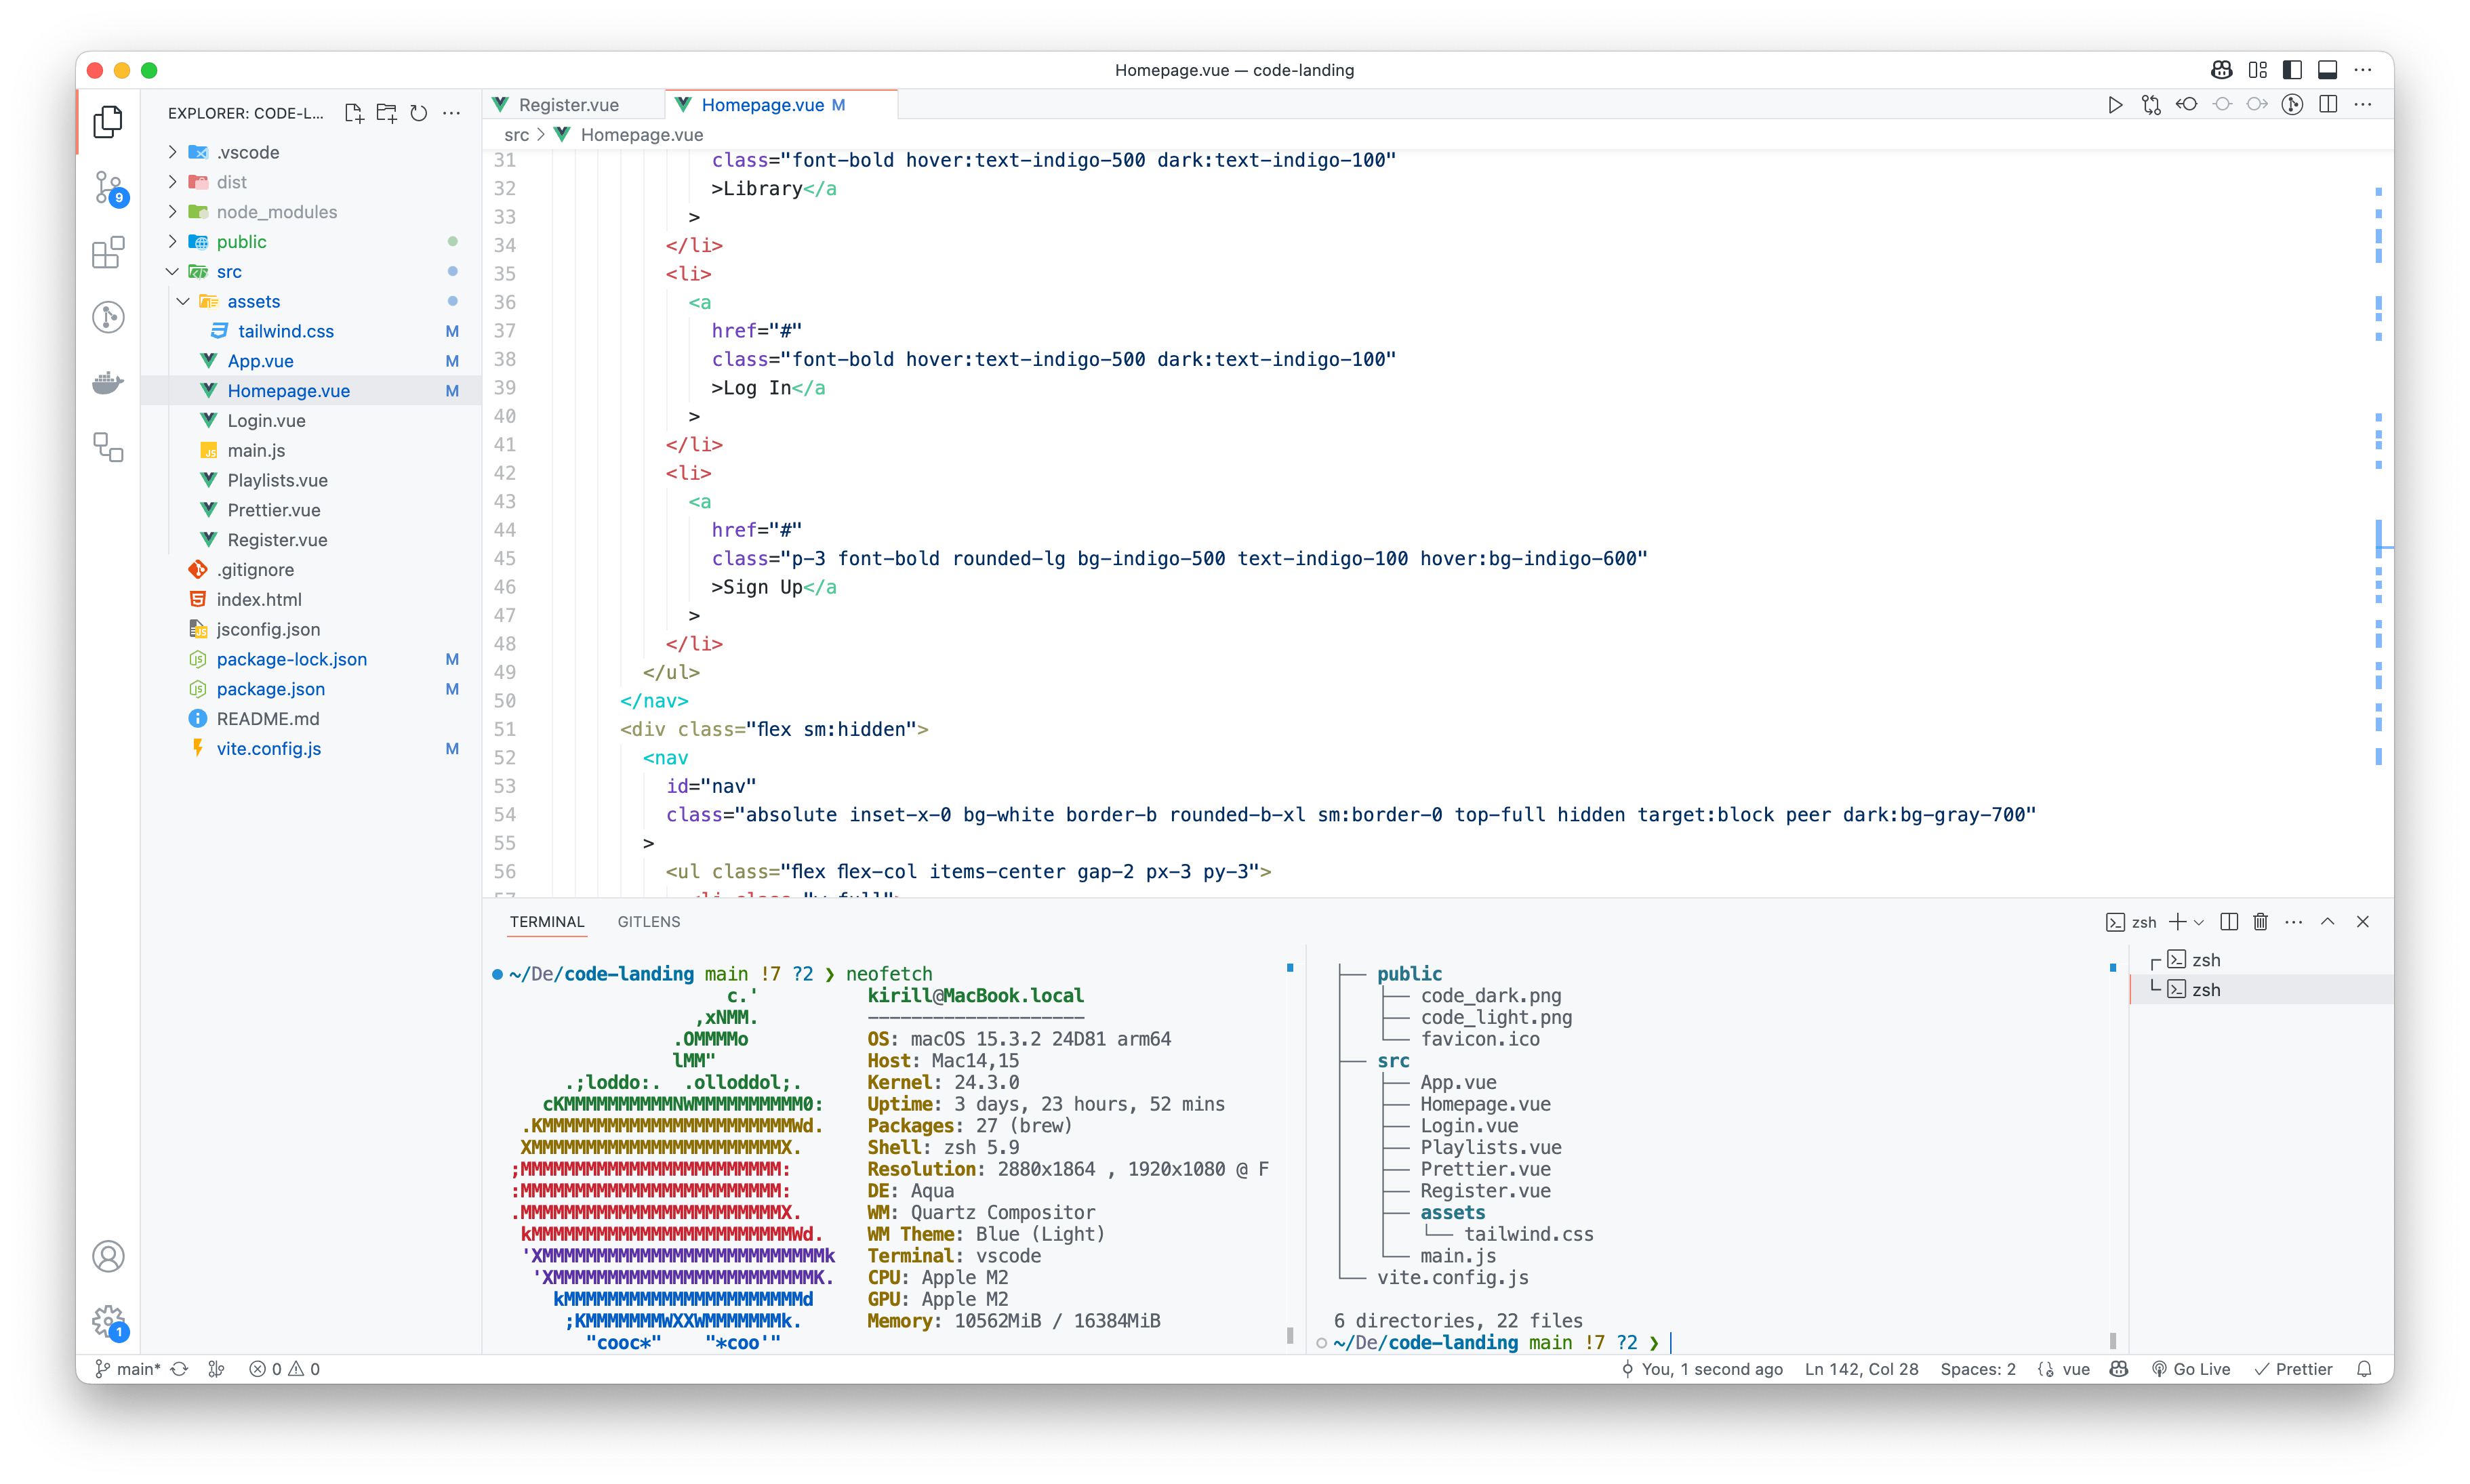 Homepage.vue — code-landing
EXPLORER: CODE-L...
.vscode
dist
node_modules
public
src
assets
tailwind.css M
App.vue M
Homepage.vue M
Login.vue
main.js
Playlists.vue
Prettier.vue
Register.vue
.gitignore
index.html
jsconfig.json
package-lock.json M
package.json M
README.md
vite.config.js M
9
1
Register.vue
Homepage.vue M
src > Homepage.vue
31 class="font-bold hover:text-indigo-500 dark:text-indigo-100"
32 >Library</a
33 >
34 </li>
35 <li>
36 <a
37 href="#"
38 class="font-bold hover:text-indigo-500 dark:text-indigo-100"
39 >Log In</a
40 >
41 </li>
42 <li>
43 <a
44 href="#"
45 class="p-3 font-bold rounded-lg bg-indigo-500 text-indigo-100 hover:bg-indigo-600"
46 >Sign Up</a
47 >
48 </li>
49 </ul>
50 </nav>
51 <div class="flex sm:hidden">
52 <nav
53 id="nav"
54 class="absolute inset-x-0 bg-white border-b rounded-b-xl sm:border-0 top-full hidden target:block peer dark:bg-gray-700"
55 >
56 <ul class="flex flex-col items-center gap-2 px-3 py-3">
57 <li class="w-full">
TERMINAL GITLENS
zsh
~/De/code-landing main !7 ?2 ❯ neofetch
c.'
,xNMM.
.OMMMMo
lMM"
.;loddo:. .olloddol;.
cKMMMMMMMMMMNWMMMMMMMMMM0:
.KMMMMMMMMMMMMMMMMMMMMMMMWd.
XMMMMMMMMMMMMMMMMMMMMMMMX.
;MMMMMMMMMMMMMMMMMMMMMMMM:
:MMMMMMMMMMMMMMMMMMMMMMMM:
.MMMMMMMMMMMMMMMMMMMMMMMMX.
kMMMMMMMMMMMMMMMMMMMMMMMMWd.
'XMMMMMMMMMMMMMMMMMMMMMMMMMMk
'XMMMMMMMMMMMMMMMMMMMMMMMMK.
kMMMMMMMMMMMMMMMMMMMMMMd
;KMMMMMMMWXXWMMMMMMMk.
"cooc*" "*coo'"
kirill@MacBook.local
--------------------
OS: macOS 15.3.2 24D81 arm64
Host: Mac14,15
Kernel: 24.3.0
Uptime: 3 days, 23 hours, 52 mins
Packages: 27 (brew)
Shell: zsh 5.9
Resolution: 2880x1864 , 1920x1080 @ F
DE: Aqua
WM: Quartz Compositor
WM Theme: Blue (Light)
Terminal: vscode
CPU: Apple M2
GPU: Apple M2
Memory: 10562MiB / 16384MiB
├── public
│   ├── code_dark.png
│   ├── code_light.png
│   └── favicon.ico
├── src
│   ├── App.vue
│   ├── Homepage.vue
│   ├── Login.vue
│   ├── Playlists.vue
│   ├── Prettier.vue
│   ├── Register.vue
│   ├── assets
│   │   └── tailwind.css
│   └── main.js
└── vite.config.js
6 directories, 22 files
~/De/code-landing main !7 ?2 ❯
zsh
zsh
main* 0 0 You, 1 second ago Ln 142, Col 28 Spaces: 2 vue Go Live Prettier